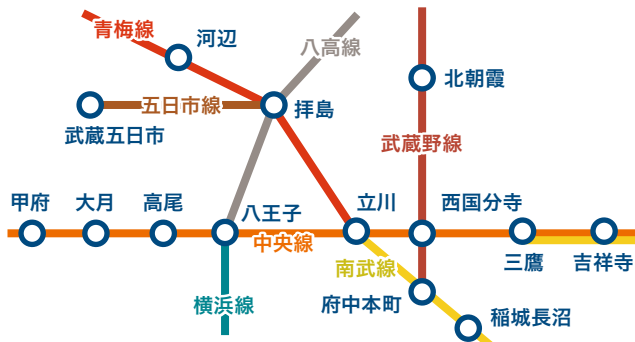 青梅線
河辺
八高線
北朝霞
五日市線
拝島
武蔵五日市
武蔵野線
甲府
大月
高尾
八王子
立川
西国分寺
中央線
三鷹
吉祥寺
南武線
横浜線
府中本町
稲城長沼